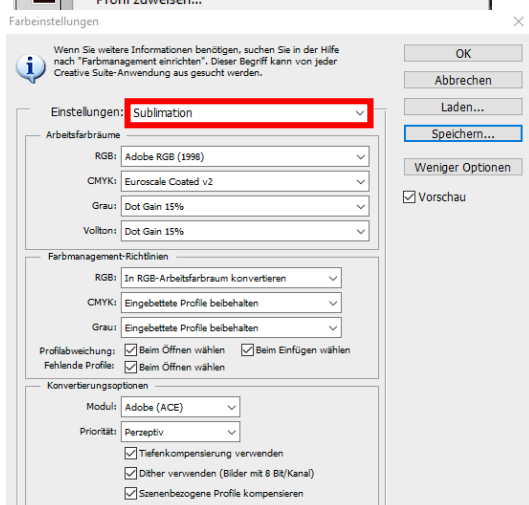 Profil zuweisen...
Farbeinstellungen
Wenn Sie weitere Informationen benötigen, suchen Sie in der Hilfe
nach "Farbmanagement einrichten". Dieser Begriff kann von jeder
Creative Suite-Anwendung aus gesucht werden.
OK
Abbrechen
Laden...
Speichern...
Weniger Optionen
Vorschau
Einstellungen: Sublimation
Arbeitsfarbräume
RGB: Adobe RGB (1998)
CMYK: Euroscale Coated v2
Grau: Dot Gain 15%
Vollton: Dot Gain 15%
Farbmanagement-Richtlinien
RGB: In RGB-Arbeitsfarbraum konvertieren
CMYK: Eingebettete Profile beibehalten
Grau: Eingebettete Profile beibehalten
Profilabweichung: Beim Öffnen wählen Beim Einfügen wählen
Fehlende Profile: Beim Öffnen wählen
Konvertierungsoptionen
Modul: Adobe (ACE)
Priorität: Perzeptiv
Tiefenkompensierung verwenden
Dither verwenden (Bilder mit 8 Bit/Kanal)
Szenenbezogene Profile kompensieren